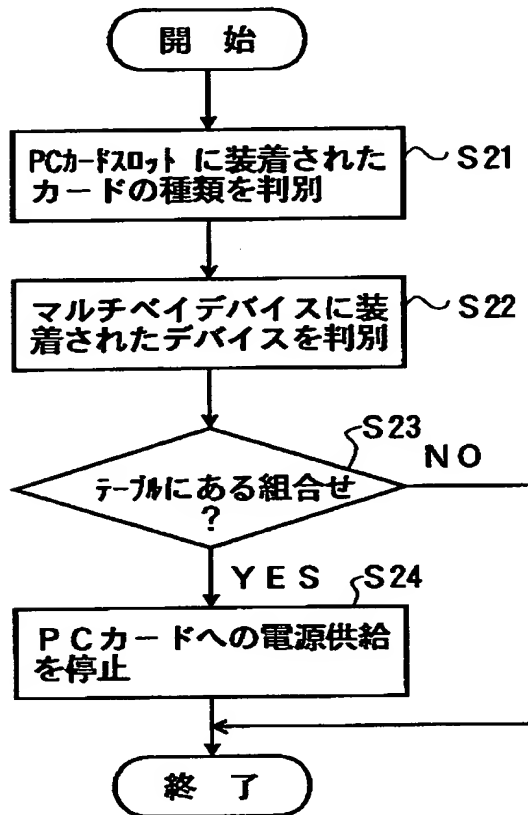 開 始
PCカードスロット に装着された
カードの種類を判別
S21
マルチベイデバイスに装
着されたデバイスを判別
S22
S23
テーブルにある組合せ
?
NO
YES
S24
PCカードへの電源供給
を停止
終 了